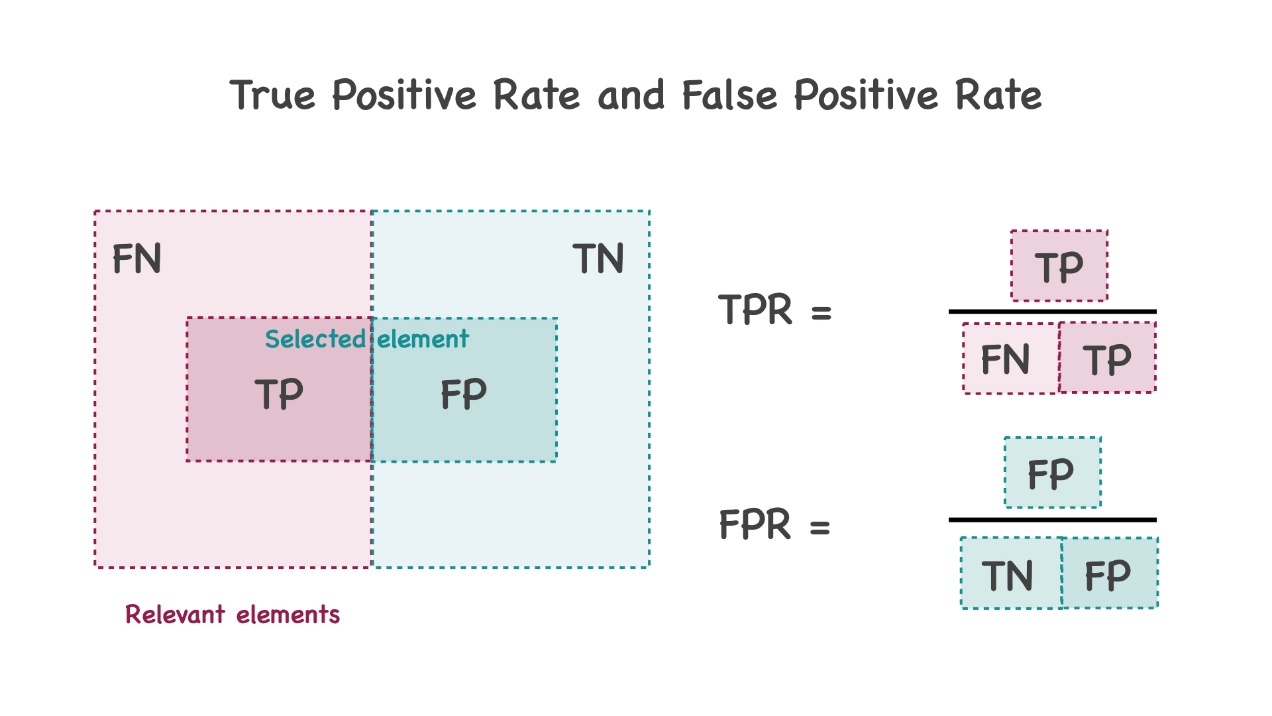 True Positive Rate and False Positive Rate
FN
TN
Selected element
TP
FP
Relevant elements
TPR =
TP
FN TP
FPR =
FP
TN FP